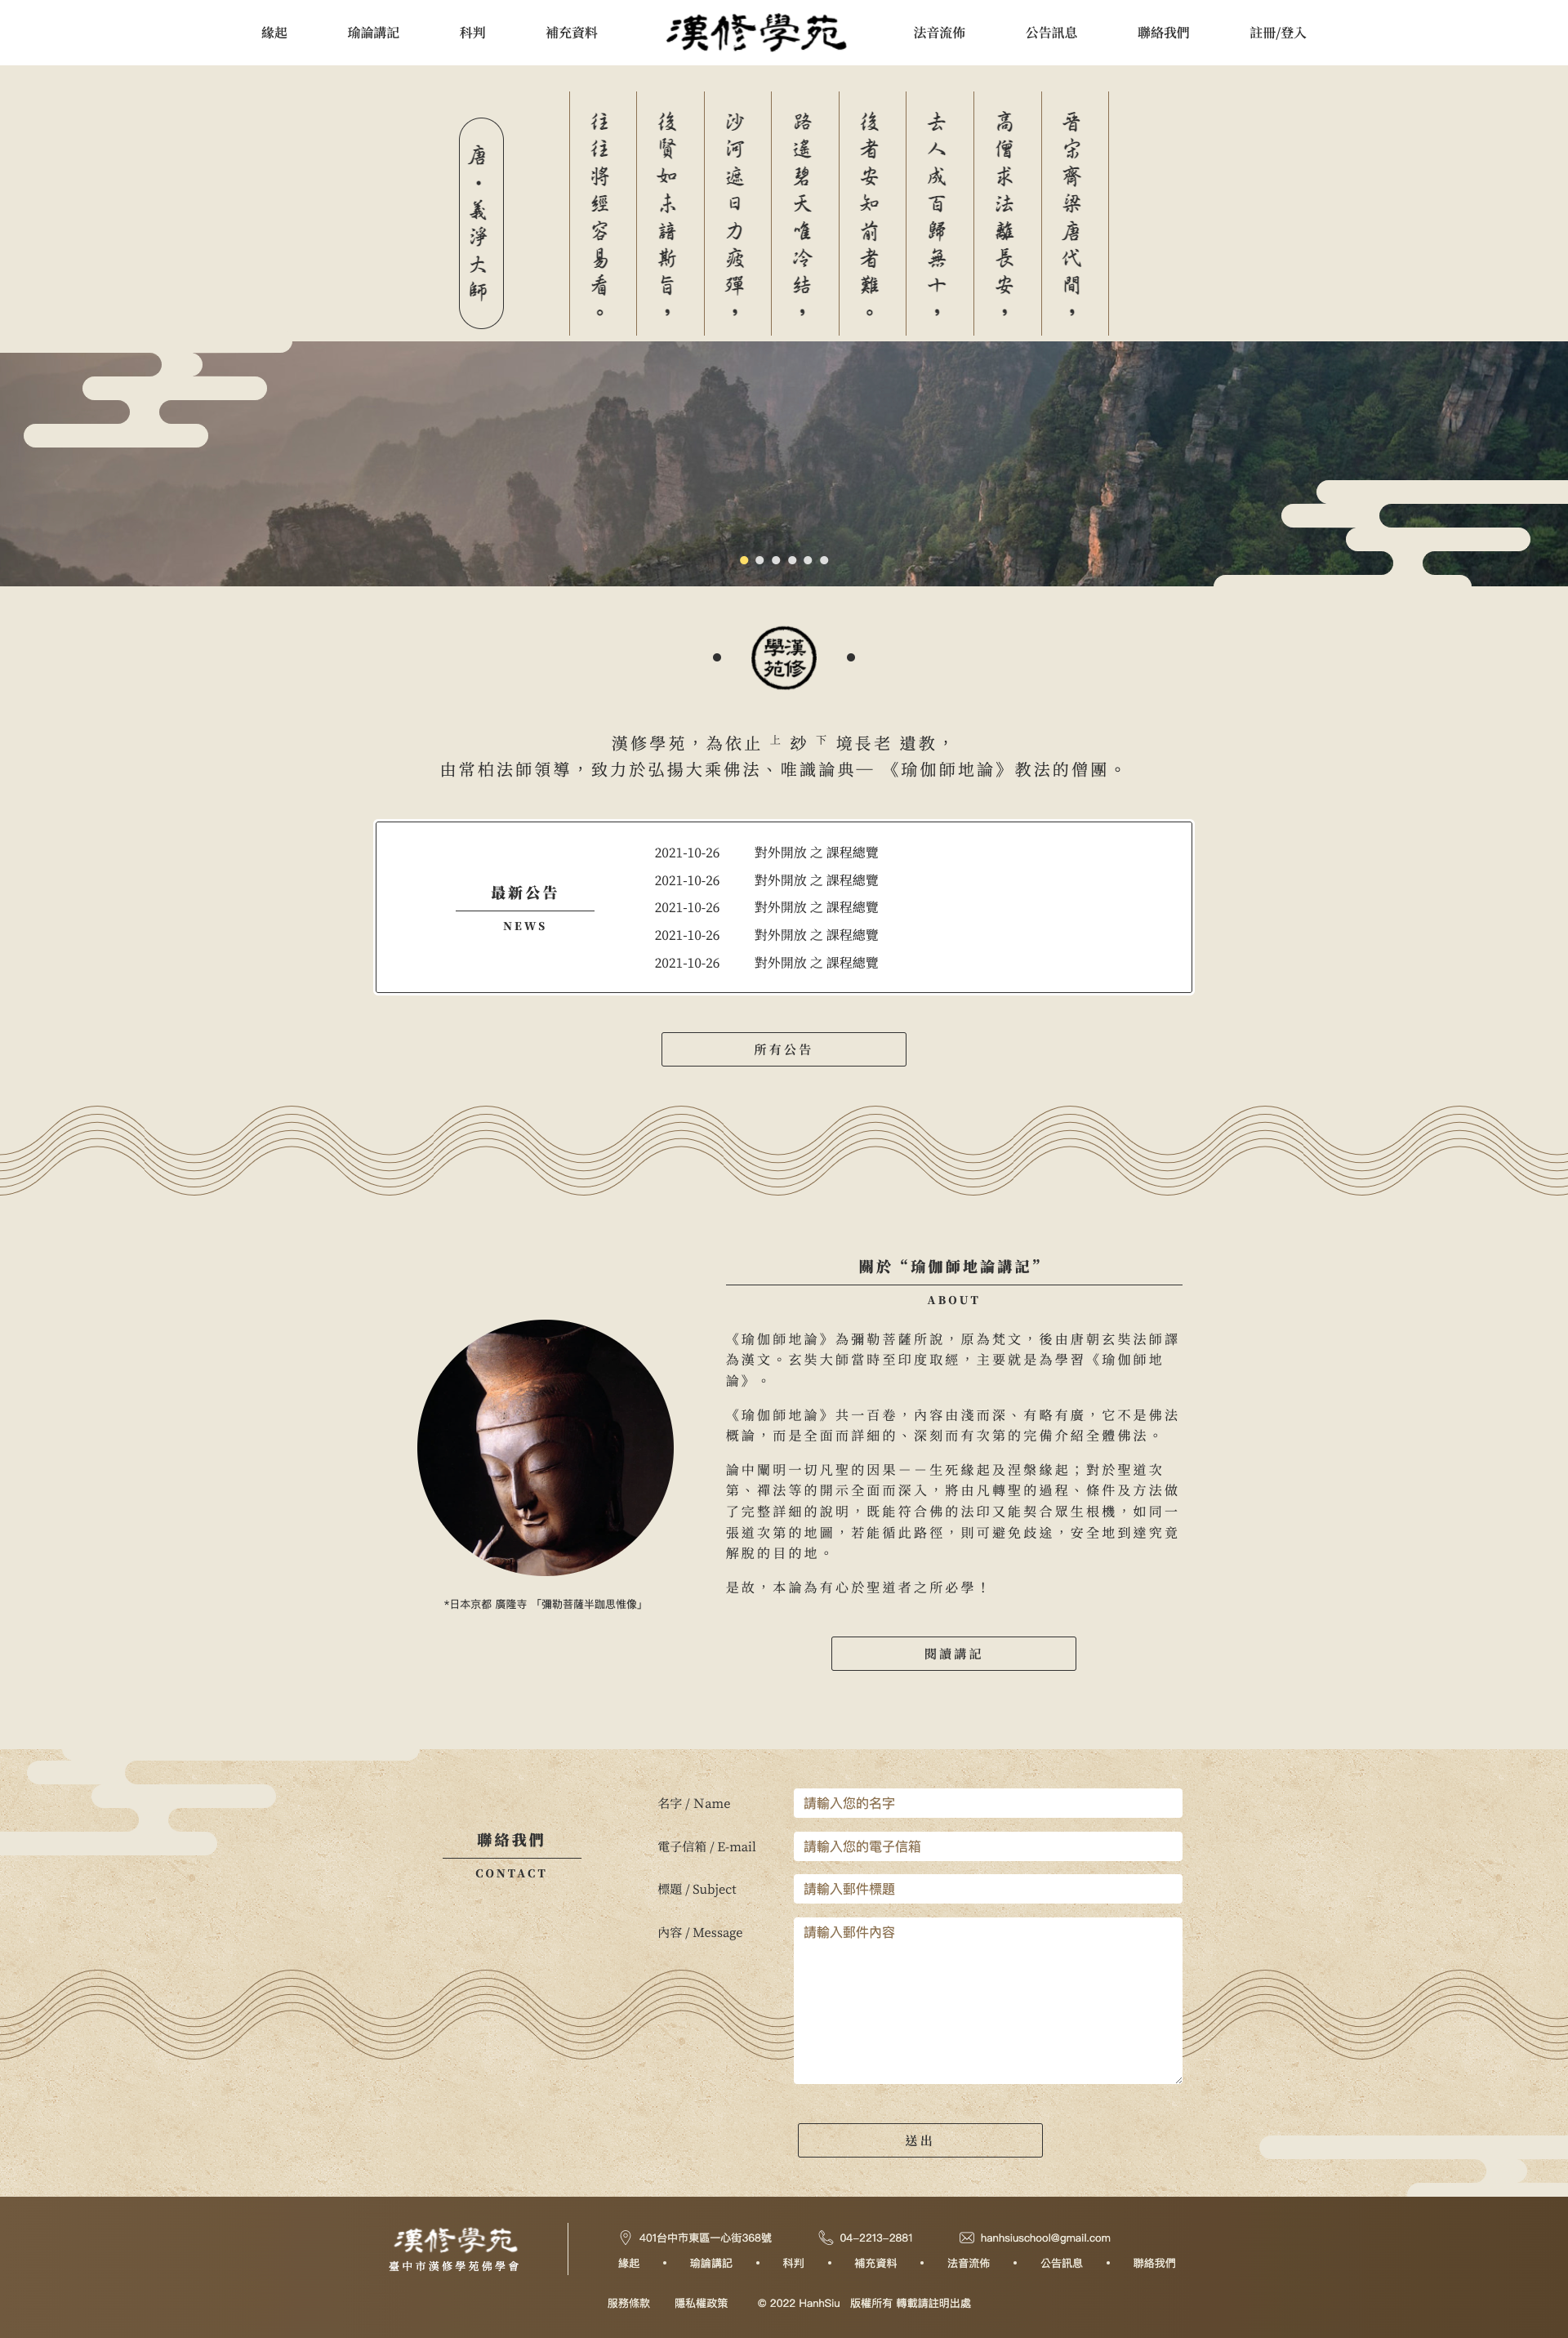 緣起
瑜論講記
科判
補充資料
漢修學苑
法音流佈
公告訊息
聯絡我們
註冊/登入
晉宋齊梁唐代間，
高僧求法離長安，
去人成百歸無十，
後者安知前者難。
路遙碧天唯冷结，
沙河遮日力疲殫，
後賢如未諳斯旨，
往往將經容易看。
唐·義淨大師
漢修學苑
漢修學苑，為依止 上 玅 下 境長老 遺教，
由常柏法師領導，致力於弘揚大乘佛法、唯識論典─ 《瑜伽師地論》教法的僧團。
最新公告
NEWS
2021-10-26 對外開放 之 課程總覽
2021-10-26 對外開放 之 課程總覽
2021-10-26 對外開放 之 課程總覽
2021-10-26 對外開放 之 課程總覽
2021-10-26 對外開放 之 課程總覽
所有公告
關於“瑜伽師地論講記”
ABOUT
《瑜伽師地論》為彌勒菩薩所說，原為梵文，後由唐朝玄奘法師譯
為漢文。玄奘大師當時至印度取經，主要就是為學習《瑜伽師地
論》。
《瑜伽師地論》共一百卷，內容由淺而深、有略有廣，它不是佛法
概論，而是全面而詳細的、深刻而有次第的完備介紹全體佛法。
論中闡明一切凡聖的因果－－生死緣起及涅槃緣起；對於聖道次
第、禪法等的開示全面而深入，將由凡轉聖的過程、條件及方法做
了完整詳細的說明，既能符合佛的法印又能契合眾生根機，如同一
張道次第的地圖，若能循此路徑，則可避免歧途，安全地到達究竟
解脫的目的地。
是故，本論為有心於聖道者之所必學！
*日本京都 廣隆寺 「彌勒菩薩半跏思惟像」
閱讀講記
聯絡我們
CONTACT
名字 / Name
請輸入您的名字
電子信箱 / E-mail
請輸入您的電子信箱
標題 / Subject
請輸入郵件標題
內容 / Message
請輸入郵件內容
送出
漢修學苑
臺中市漢修學苑佛學會
401台中市東區一心街368號
04-2213-2881
hanhsiuschool@gmail.com
緣起 • 瑜論講記 • 科判 • 補充資料 • 法音流佈 • 公告訊息 • 聯絡我們
服務條款 隱私權政策 © 2022 HanhSiu 版權所有 轉載請註明出處